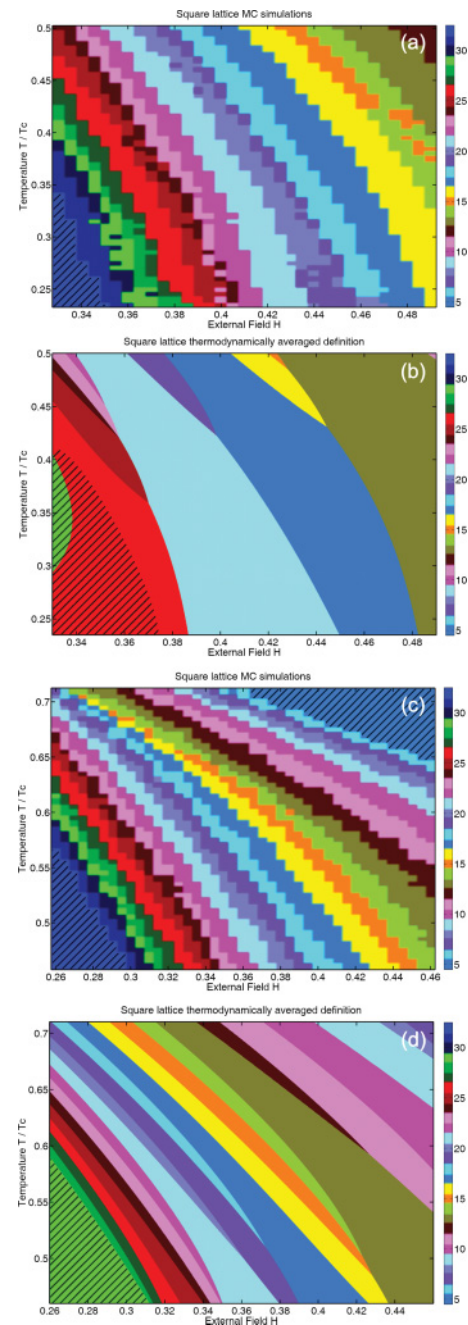 Square lattice MC simulations
(a)
Temperature T / Tc
0.5
0.45
0.4
0.35
0.3
0.25
30
25
20
15
10
5
0.34 0.36 0.38 0.4 0.42 0.44 0.46 0.48
External Field H
Square lattice thermodynamically averaged definition
(b)
Temperature T / Tc
0.5
0.45
0.4
0.35
0.3
0.25
30
25
20
15
10
5
0.34 0.36 0.38 0.4 0.42 0.44 0.46 0.48
External Field H
Square lattice MC simulations
(c)
Temperature T / Tc
0.7
0.65
0.6
0.55
0.5
30
25
20
15
10
5
0.26 0.28 0.3 0.32 0.34 0.36 0.38 0.4 0.42 0.44 0.46
External Field H
Square lattice thermodynamically averaged definition
(d)
Temperature T / Tc
0.7
0.65
0.6
0.55
0.5
30
25
20
15
10
5
0.26 0.28 0.3 0.32 0.34 0.36 0.38 0.4 0.42 0.44
External Field H